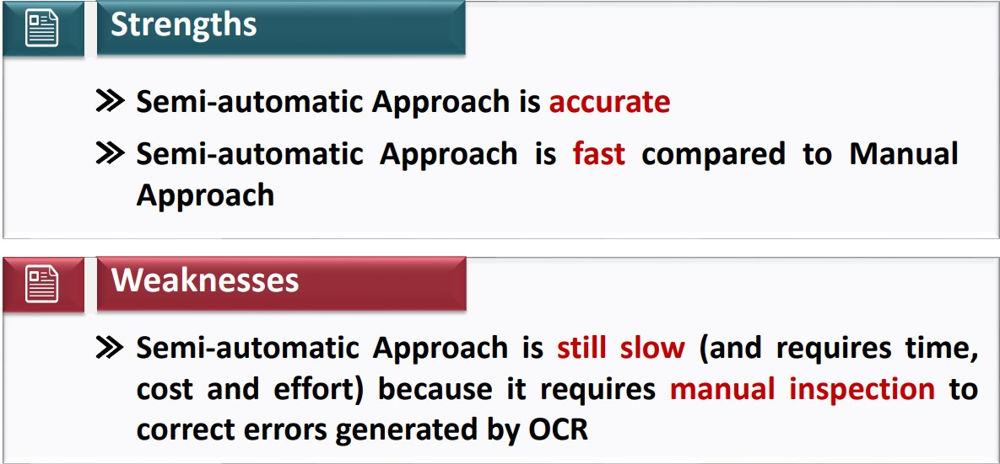 Strengths
Semi-automatic Approach is accurate
Semi-automatic Approach is fast compared to Manual
Approach
Weaknesses
Semi-automatic Approach is still slow (and requires time,
cost and effort) because it requires manual inspection to
correct errors generated by OCR